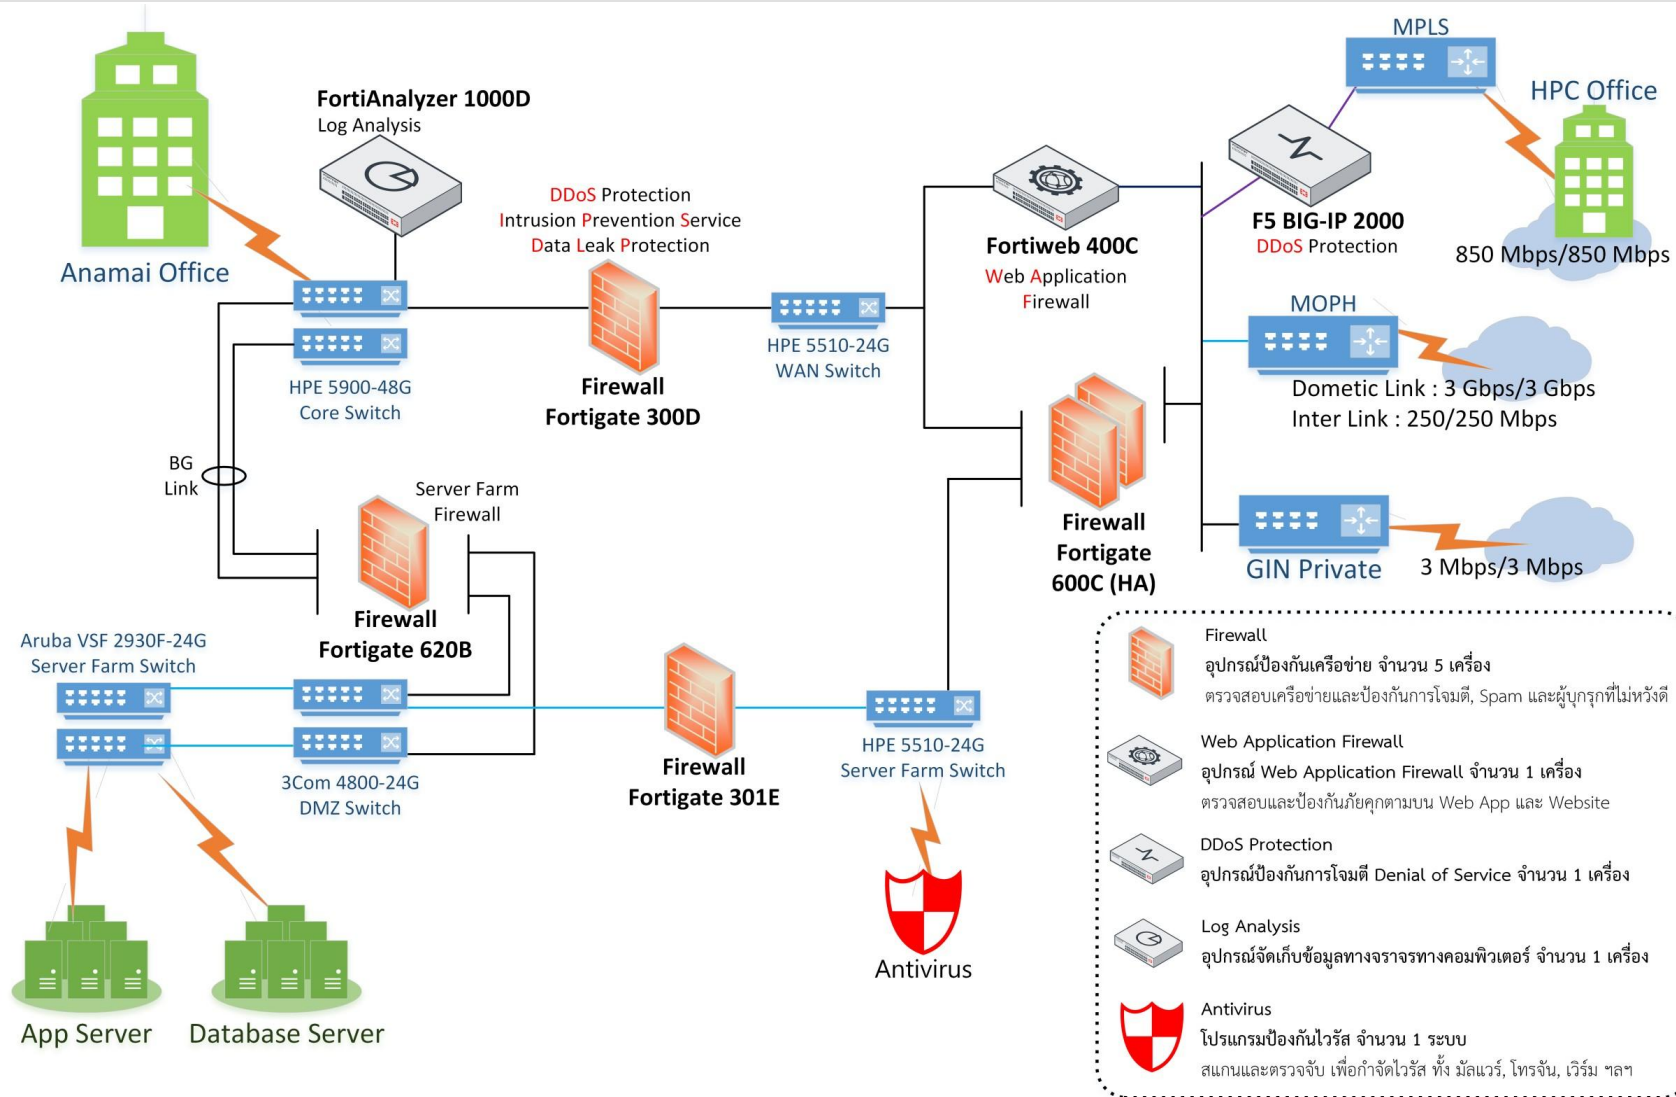 MPLS
HPC Office
850 Mbps/850 Mbps
FortiAnalyzer 1000D
Log Analysis
Anamai Office
DDoS Protection
Intrusion Prevention Service
Data Leak Protection
Firewall
Fortigate 300D
HPE 5900-48G
Core Switch
HPE 5510-24G
WAN Switch
Fortiweb 400C
Web Application
Firewall
F5 BIG-IP 2000
DDoS Protection
MOPH
Dometic Link : 3 Gbps/3 Gbps
Inter Link : 250/250 Mbps
BG
Link
Server Farm
Firewall
Firewall
Fortigate 620B
Firewall
Fortigate
600C (HA)
GIN Private
3 Mbps/3 Mbps
Aruba VSF 2930F-24G
Server Farm Switch
3Com 4800-24G
DMZ Switch
Firewall
Fortigate 301E
HPE 5510-24G
Server Farm Switch
Antivirus
App Server
Database Server
Firewall
อุปกรณ์ป้องกันเครือข่าย จำนวน 5 เครื่อง
ตรวจสอบเครือข่ายและป้องกันการโจมตี, Spam และผู้บุกรุกที่ไม่หวังดี
Web Application Firewall
อุปกรณ์ Web Application Firewall จำนวน 1 เครื่อง
ตรวจสอบและป้องกันภัยคุกตามบน Web App และ Website
DDoS Protection
อุปกรณ์ป้องกันการโจมตี Denial of Service จำนวน 1 เครื่อง
Log Analysis
อุปกรณ์จัดเก็บข้อมูลทางจราจรทางคอมพิวเตอร์ จำนวน 1 เครื่อง
Antivirus
โปรแกรมป้องกันไวรัส จำนวน 1 ระบบ
สแกนและตรวจจับ เพื่อกำจัดไวรัส ทั้ง มัลแวร์, โทรจัน, เวิร์ม ฯลฯ